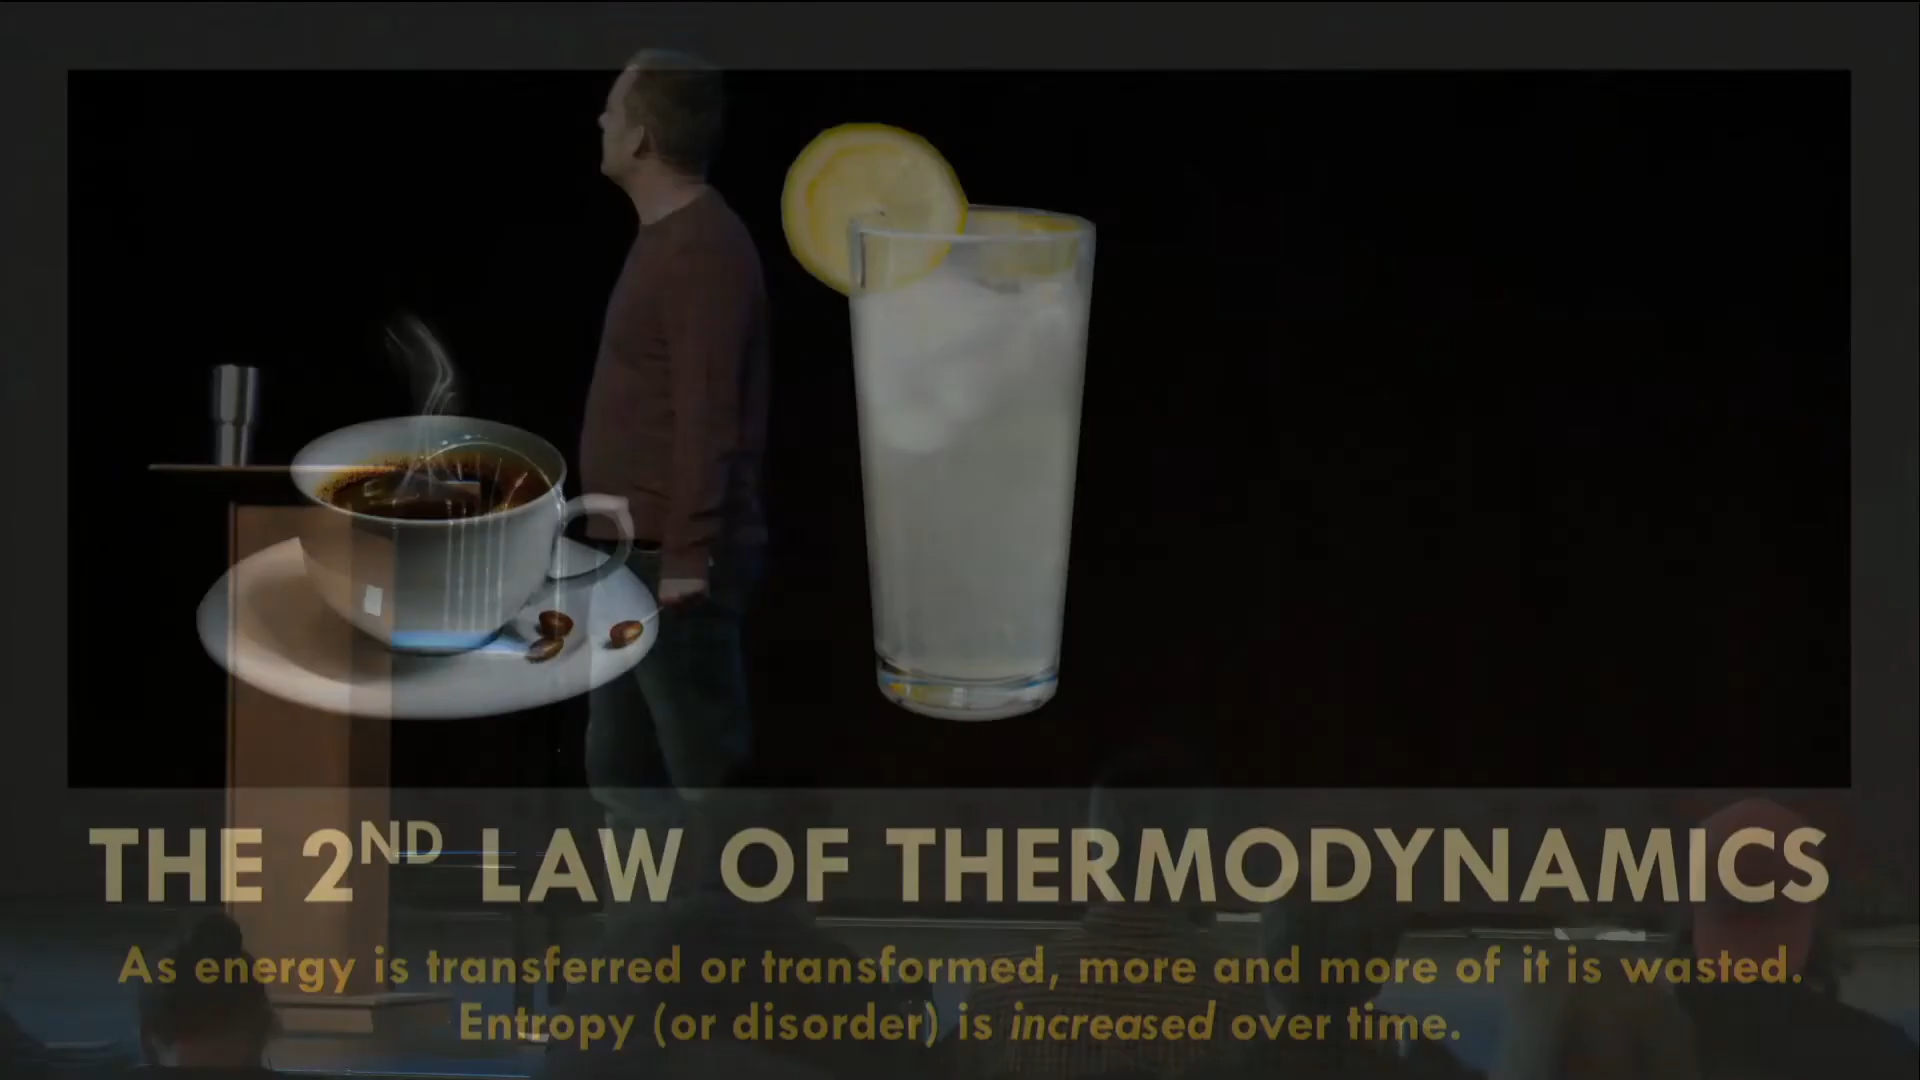 THE 2ND LAW OF THERMODYNAMICS
As energy is transferred or transformed, more and more of it is wasted.
Entropy (or disorder) is increased over time.